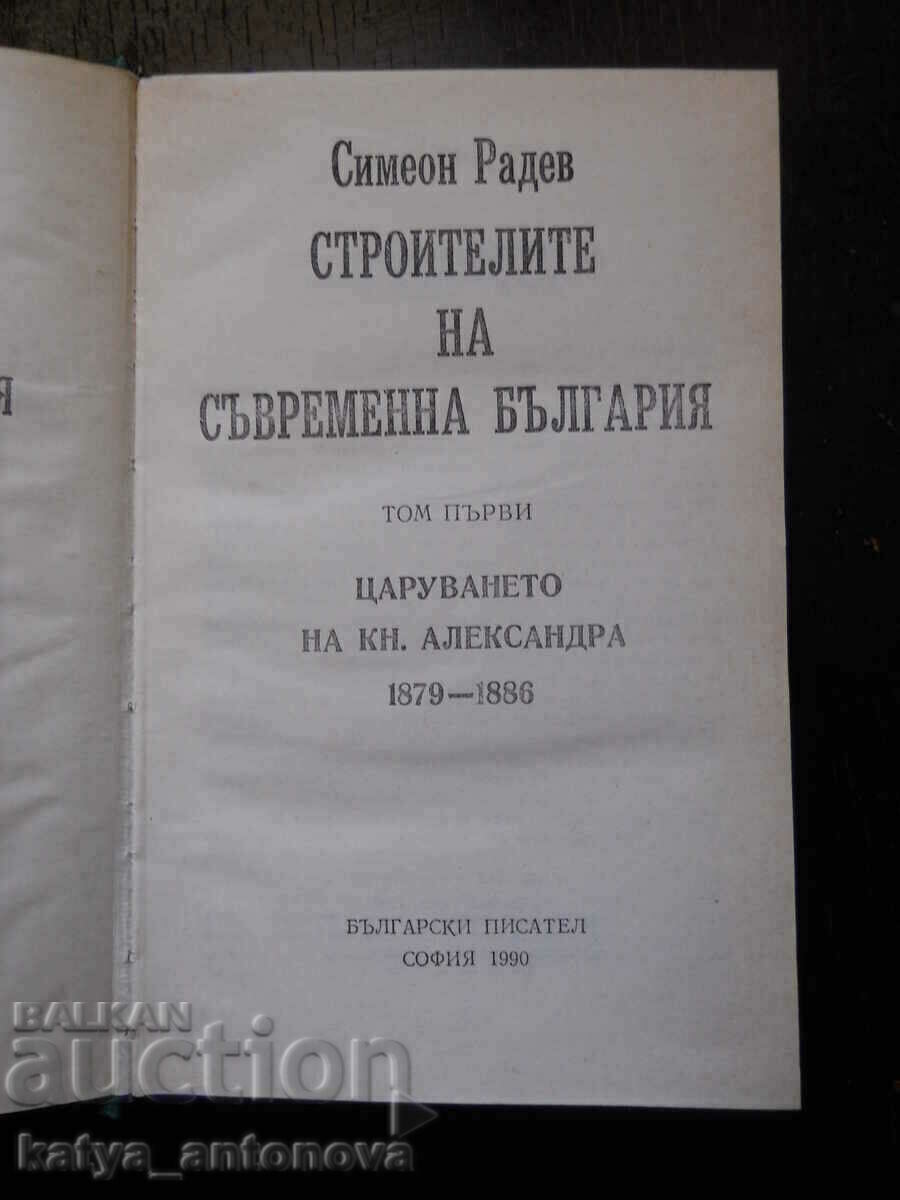 Я
Симеон Радев
СТРОИТЕЛИТЕ
НА
СЪВРЕМЕННА БЪЛГАРИЯ
ТОМ ПЪРВИ
ЦАРУВАНЕТО
НА КН. АЛЕКСАНДРА
1879—1886
БЪЛГАРСКИ ПИСАТЕЛ
СОФИЯ 1990
BALKAN
auction
katya_antonova